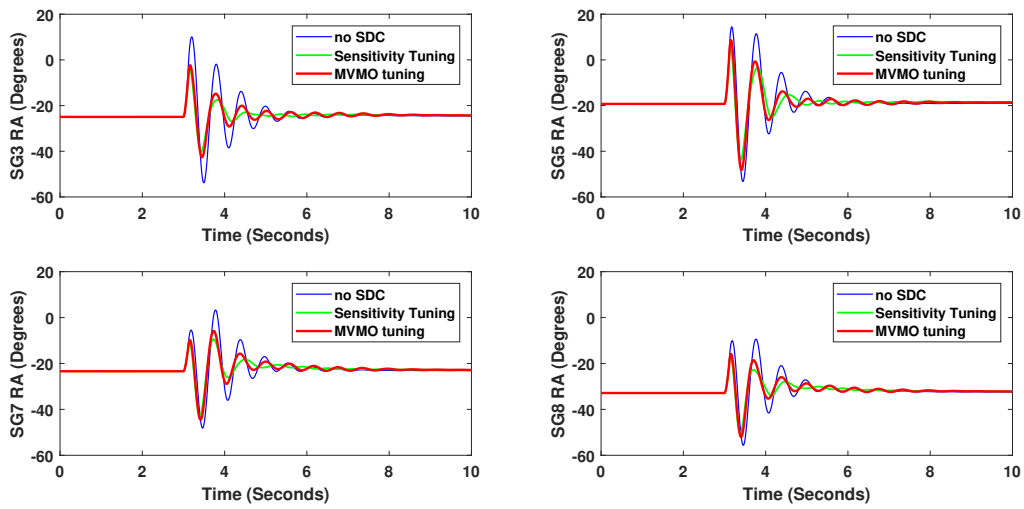 20
0
-20
-40
-60
SG3 RA (Degrees)
no SDC
Sensitivity Tuning
MVMO tuning
0 2 4 6 8 10
Time (Seconds)
20
0
-20
-40
-60
SG5 RA (Degrees)
no SDC
Sensitivity Tuning
MVMO tuning
0 2 4 6 8 10
Time (Seconds)
20
0
-20
-40
-60
SG7 RA (Degrees)
no SDC
Sensitivity Tuning
MVMO tuning
0 2 4 6 8 10
Time (Seconds)
20
0
-20
-40
-60
SG8 RA (Degrees)
no SDC
Sensitivity Tuning
MVMO tuning
0 2 4 6 8 10
Time (Seconds)